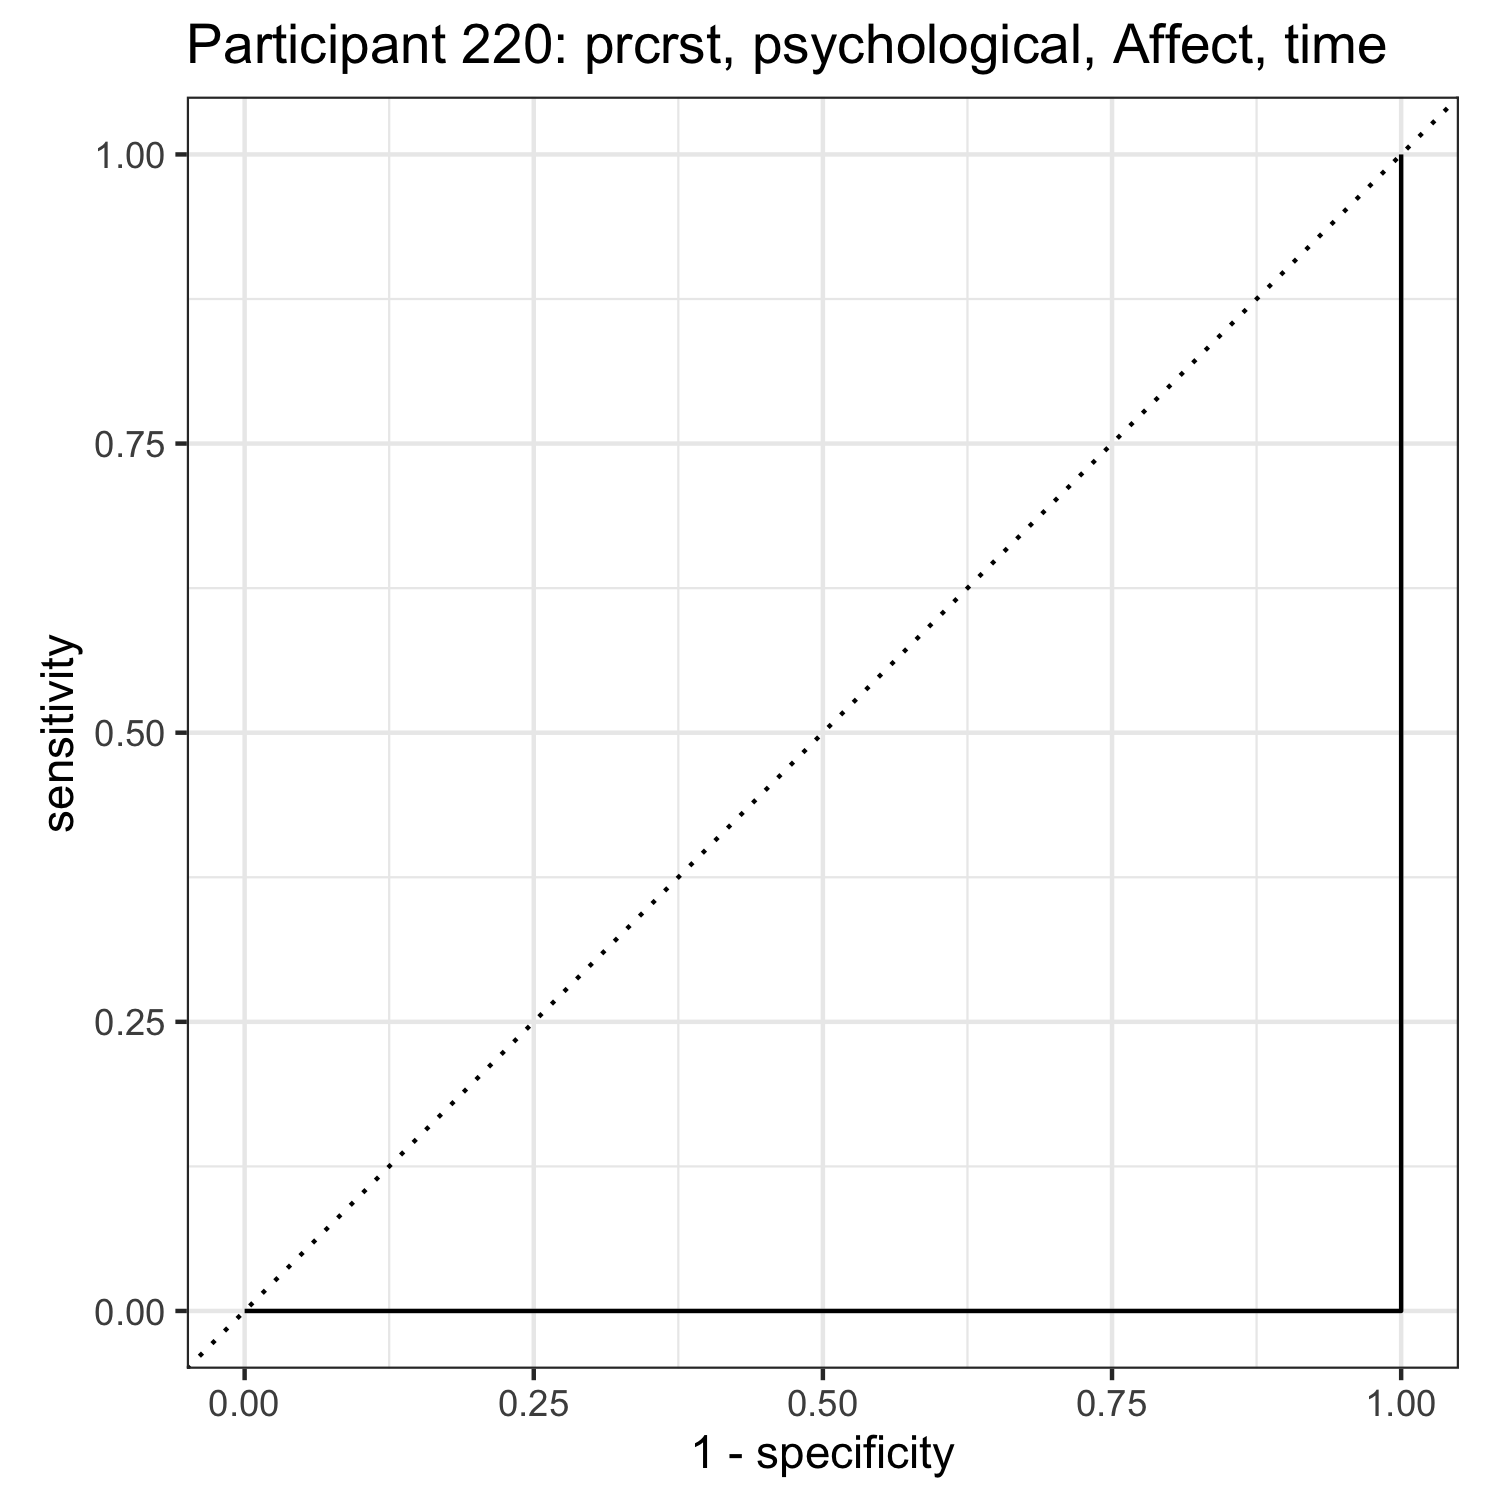 Participant 220: prcrst, psychological, Affect, time
1.00
0.75
0.50
0.25
0.00
sensitivity
0.00 0.25 0.50 0.75 1.00
1 - specificity